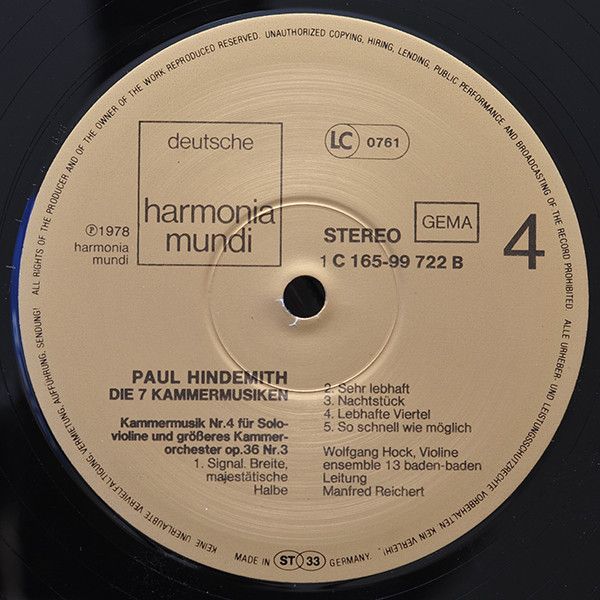 ALL RIGHTS OF THE PRODUCER AND OF THE OWNER OF THE WORK REPRODUCED RESERVED. UNAUTHORIZED COPYING, HIRING, LENDING, PUBLIC PERFORMANCE AND BROADCASTING OF THE RECORD PROHIBITED.
deutsche
harmonia
mundi
LC 0761
℗1978
harmonia
mundi
STEREO
GEMA
4
1 C 165-99 722 B
PAUL HINDEMITH
DIE 7 KAMMERMUSIKEN
Kammermusik Nr.4 für Solo-
violine und größeres Kammer-
orchester op.36 Nr.3
1. Signal. Breite,
majestätische
Halbe
2. Sehr lebhaft
3. Nachtstück
4. Lebhafte Viertel
5. So schnell wie möglich
Wolfgang Hock, Violine
ensemble 13 baden-baden
Leitung
Manfred Reichert
ALLE URHEBER- UND LEISTUNGSSCHUTZRECHTE VORBEHALTEN. KEIN VERLEIH! KEINE UNERLAUBTE VERVIELFÄLTIGUNG, VERMIETUNG, AUFFÜHRUNG, SENDUNG!
MADE IN ST 33 GERMANY.